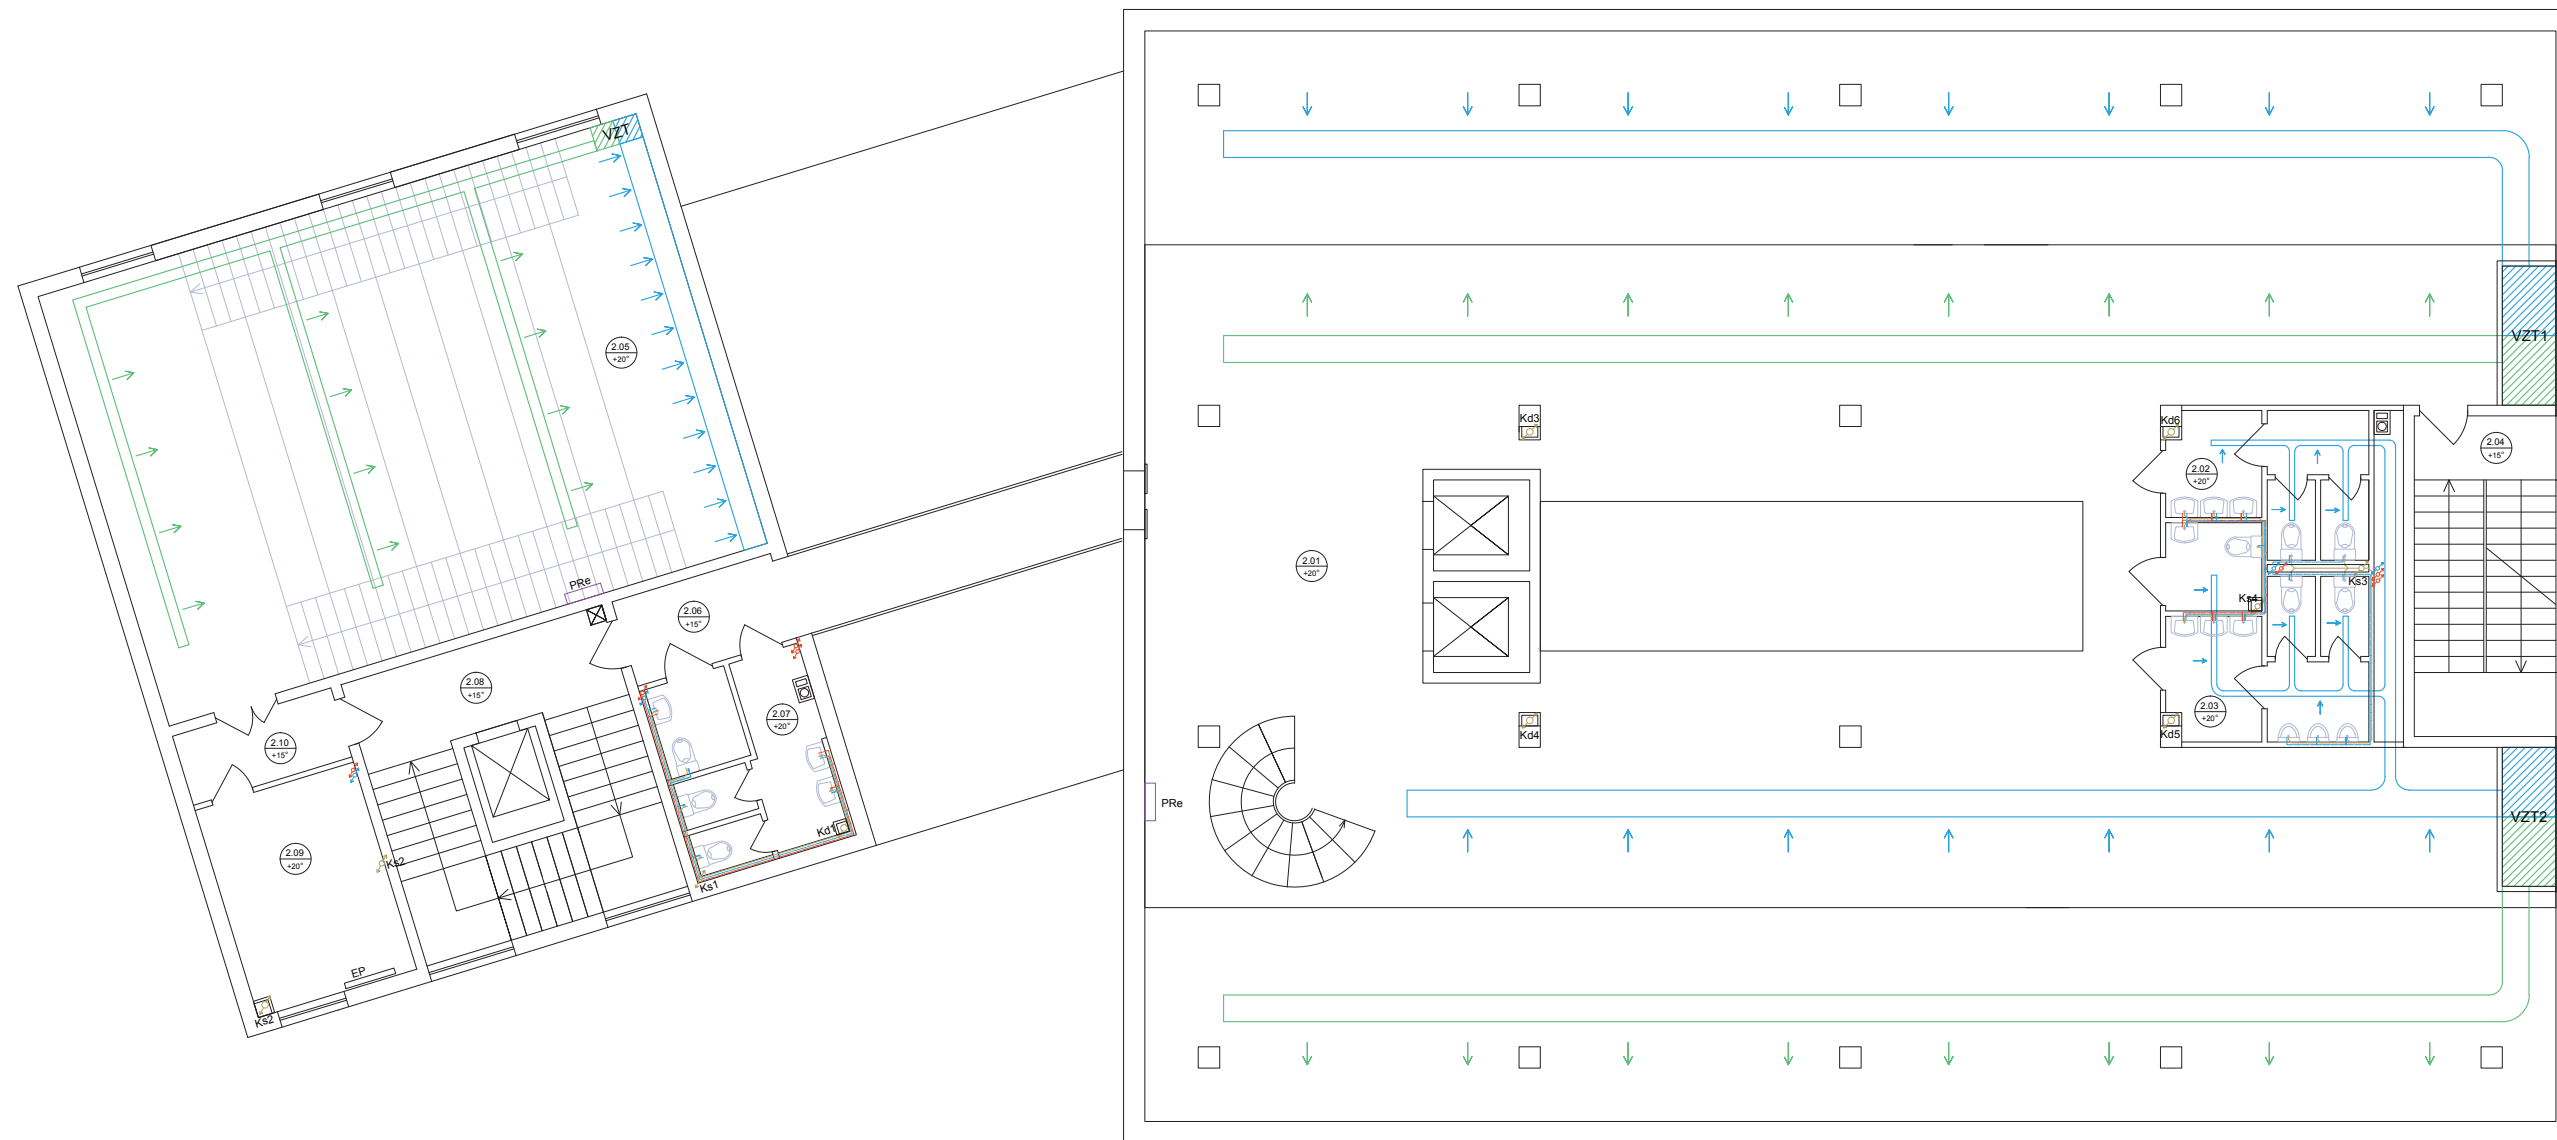 VZT
2.05
+20°
PRe
2.06
+15°
2.08
+15°
2.07
+20°
2.10
+15°
2.09
+20°
Ks2
Kd1
Ks1
EP
Ks2
VZT1
Kd3
Kd6
2.04
+15°
2.02
+20°
2.01
+20°
Ks3
Ks4
2.03
+20°
Kd4
Kd5
PRe
VZT2